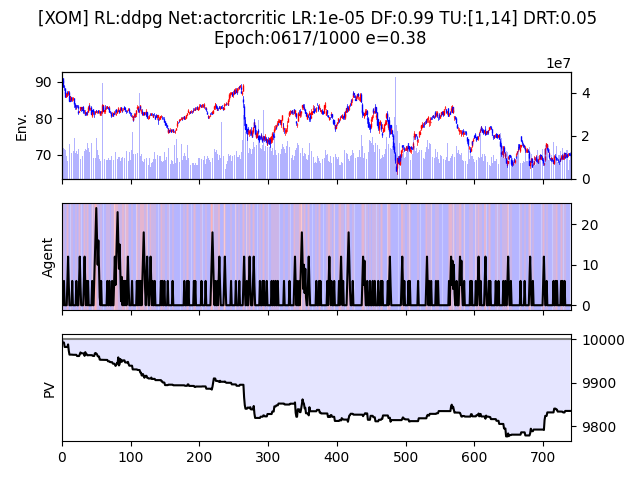 [XOM] RL:ddpg Net:actorcritic LR:1e-05 DF:0.99 TU:[1,14] DRT:0.05
Epoch:0617/1000 e=0.38
1e7
90
80
70
Env.
4
2
0
Agent
20
10
0
PV
10000
9900
9800
0 100 200 300 400 500 600 700